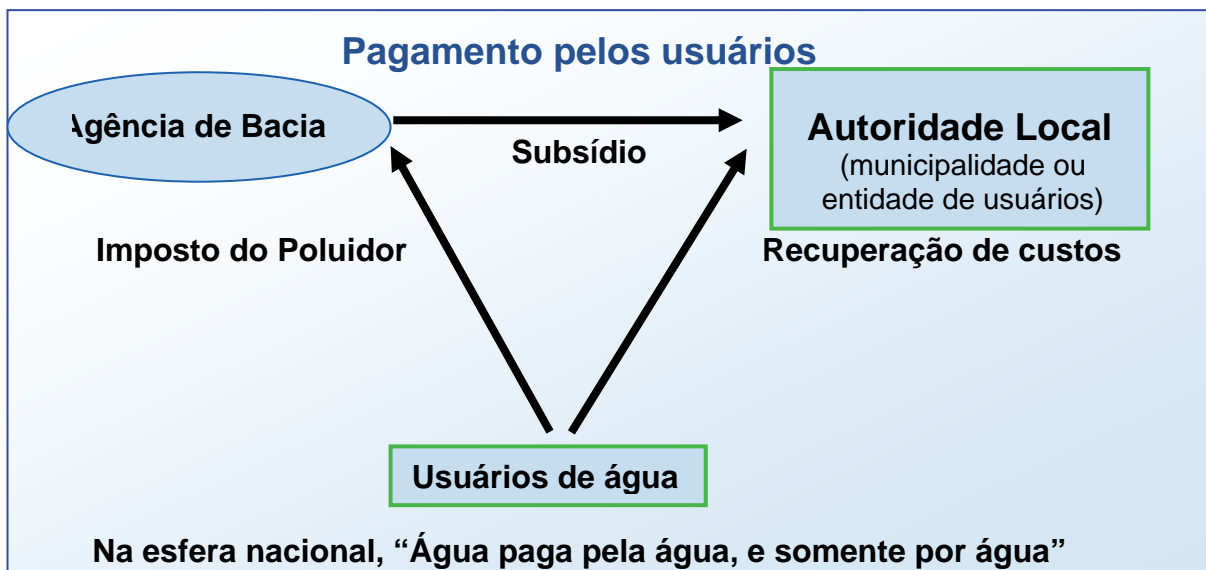 Pagamento pelos usuários
Agência de Bacia
Subsídio
Autoridade Local
(municipalidade ou
entidade de usuários)
Imposto do Poluidor
Recuperação de custos
Usuários de água
Na esfera nacional, “Água paga pela água, e somente por água”